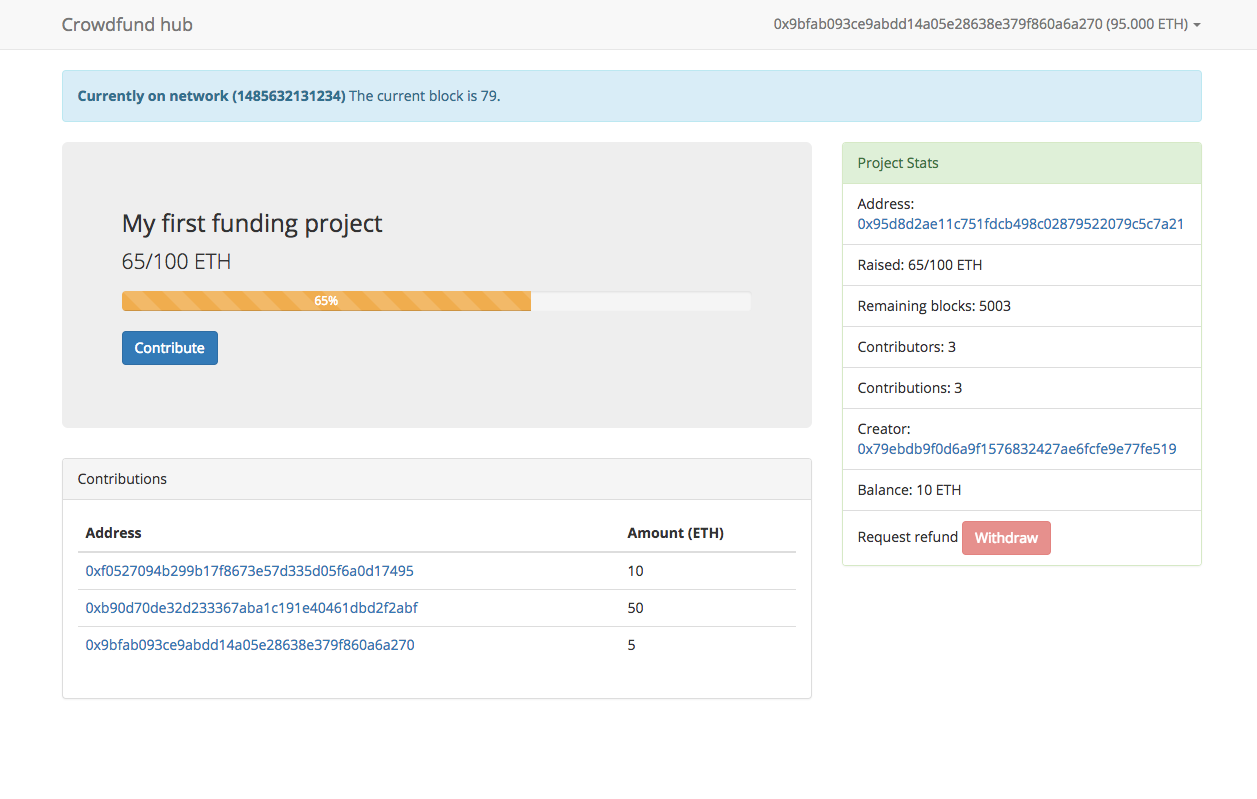 Crowdfund hub
0x9bfab093ce9abdd14a05e28638e379f860a6a270 (95.000 ETH)
Currently on network (1485632131234) The current block is 79.
My first funding project
65/100 ETH
65%
Contribute
Contributions
Address Amount (ETH)
0xf0527094b299b17f8673e57d335d05f6a0d17495 10
0xb90d70de32d233367aba1c191e40461dbd2f2abf 50
0x9bfab093ce9abdd14a05e28638e379f860a6a270 5
Project Stats
Address:
0x95d8d2ae11c751fdcb498c02879522079c5c7a21
Raised: 65/100 ETH
Remaining blocks: 5003
Contributors: 3
Contributions: 3
Creator:
0x79ebdb9f0d6a9f1576832427ae6fcfe9e77fe519
Balance: 10 ETH
Request refund Withdraw